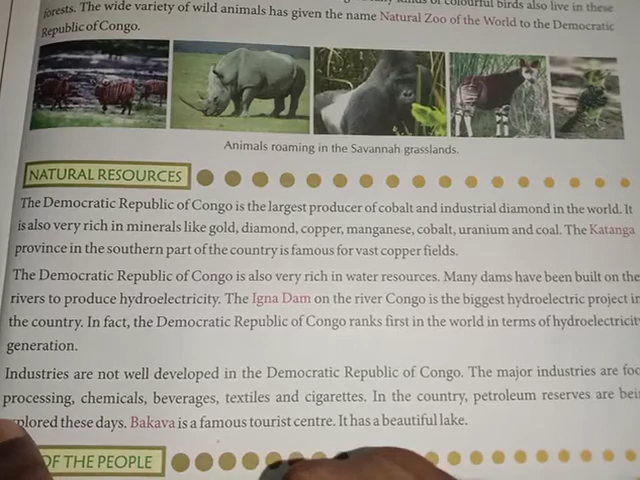 forests. The wide variety of wild animals has given the name Natural Zoo of the World to the Democratic
Republic of Congo.
Animals roaming in the Savannah grasslands.
NATURAL RESOURCES
The Democratic Republic of Congo is the largest producer of cobalt and industrial diamond in the world. It
is also very rich in minerals like gold, diamond, copper, manganese, cobalt, uranium and coal. The Katanga
province in the southern part of the country is famous for vast copper fields.
The Democratic Republic of Congo is also very rich in water resources. Many dams have been built on the
rivers to produce hydroelectricity. The Igna Dam on the river Congo is the biggest hydroelectric project in
the country. In fact, the Democratic Republic of Congo ranks first in the world in terms of hydroelectricity
generation.
Industries are not well developed in the Democratic Republic of Congo. The major industries are foo
processing, chemicals, beverages, textiles and cigarettes. In the country, petroleum reserves are bei
plored these days. Bakava is a famous tourist centre. It has a beautiful lake.
OF THE PEOPLE